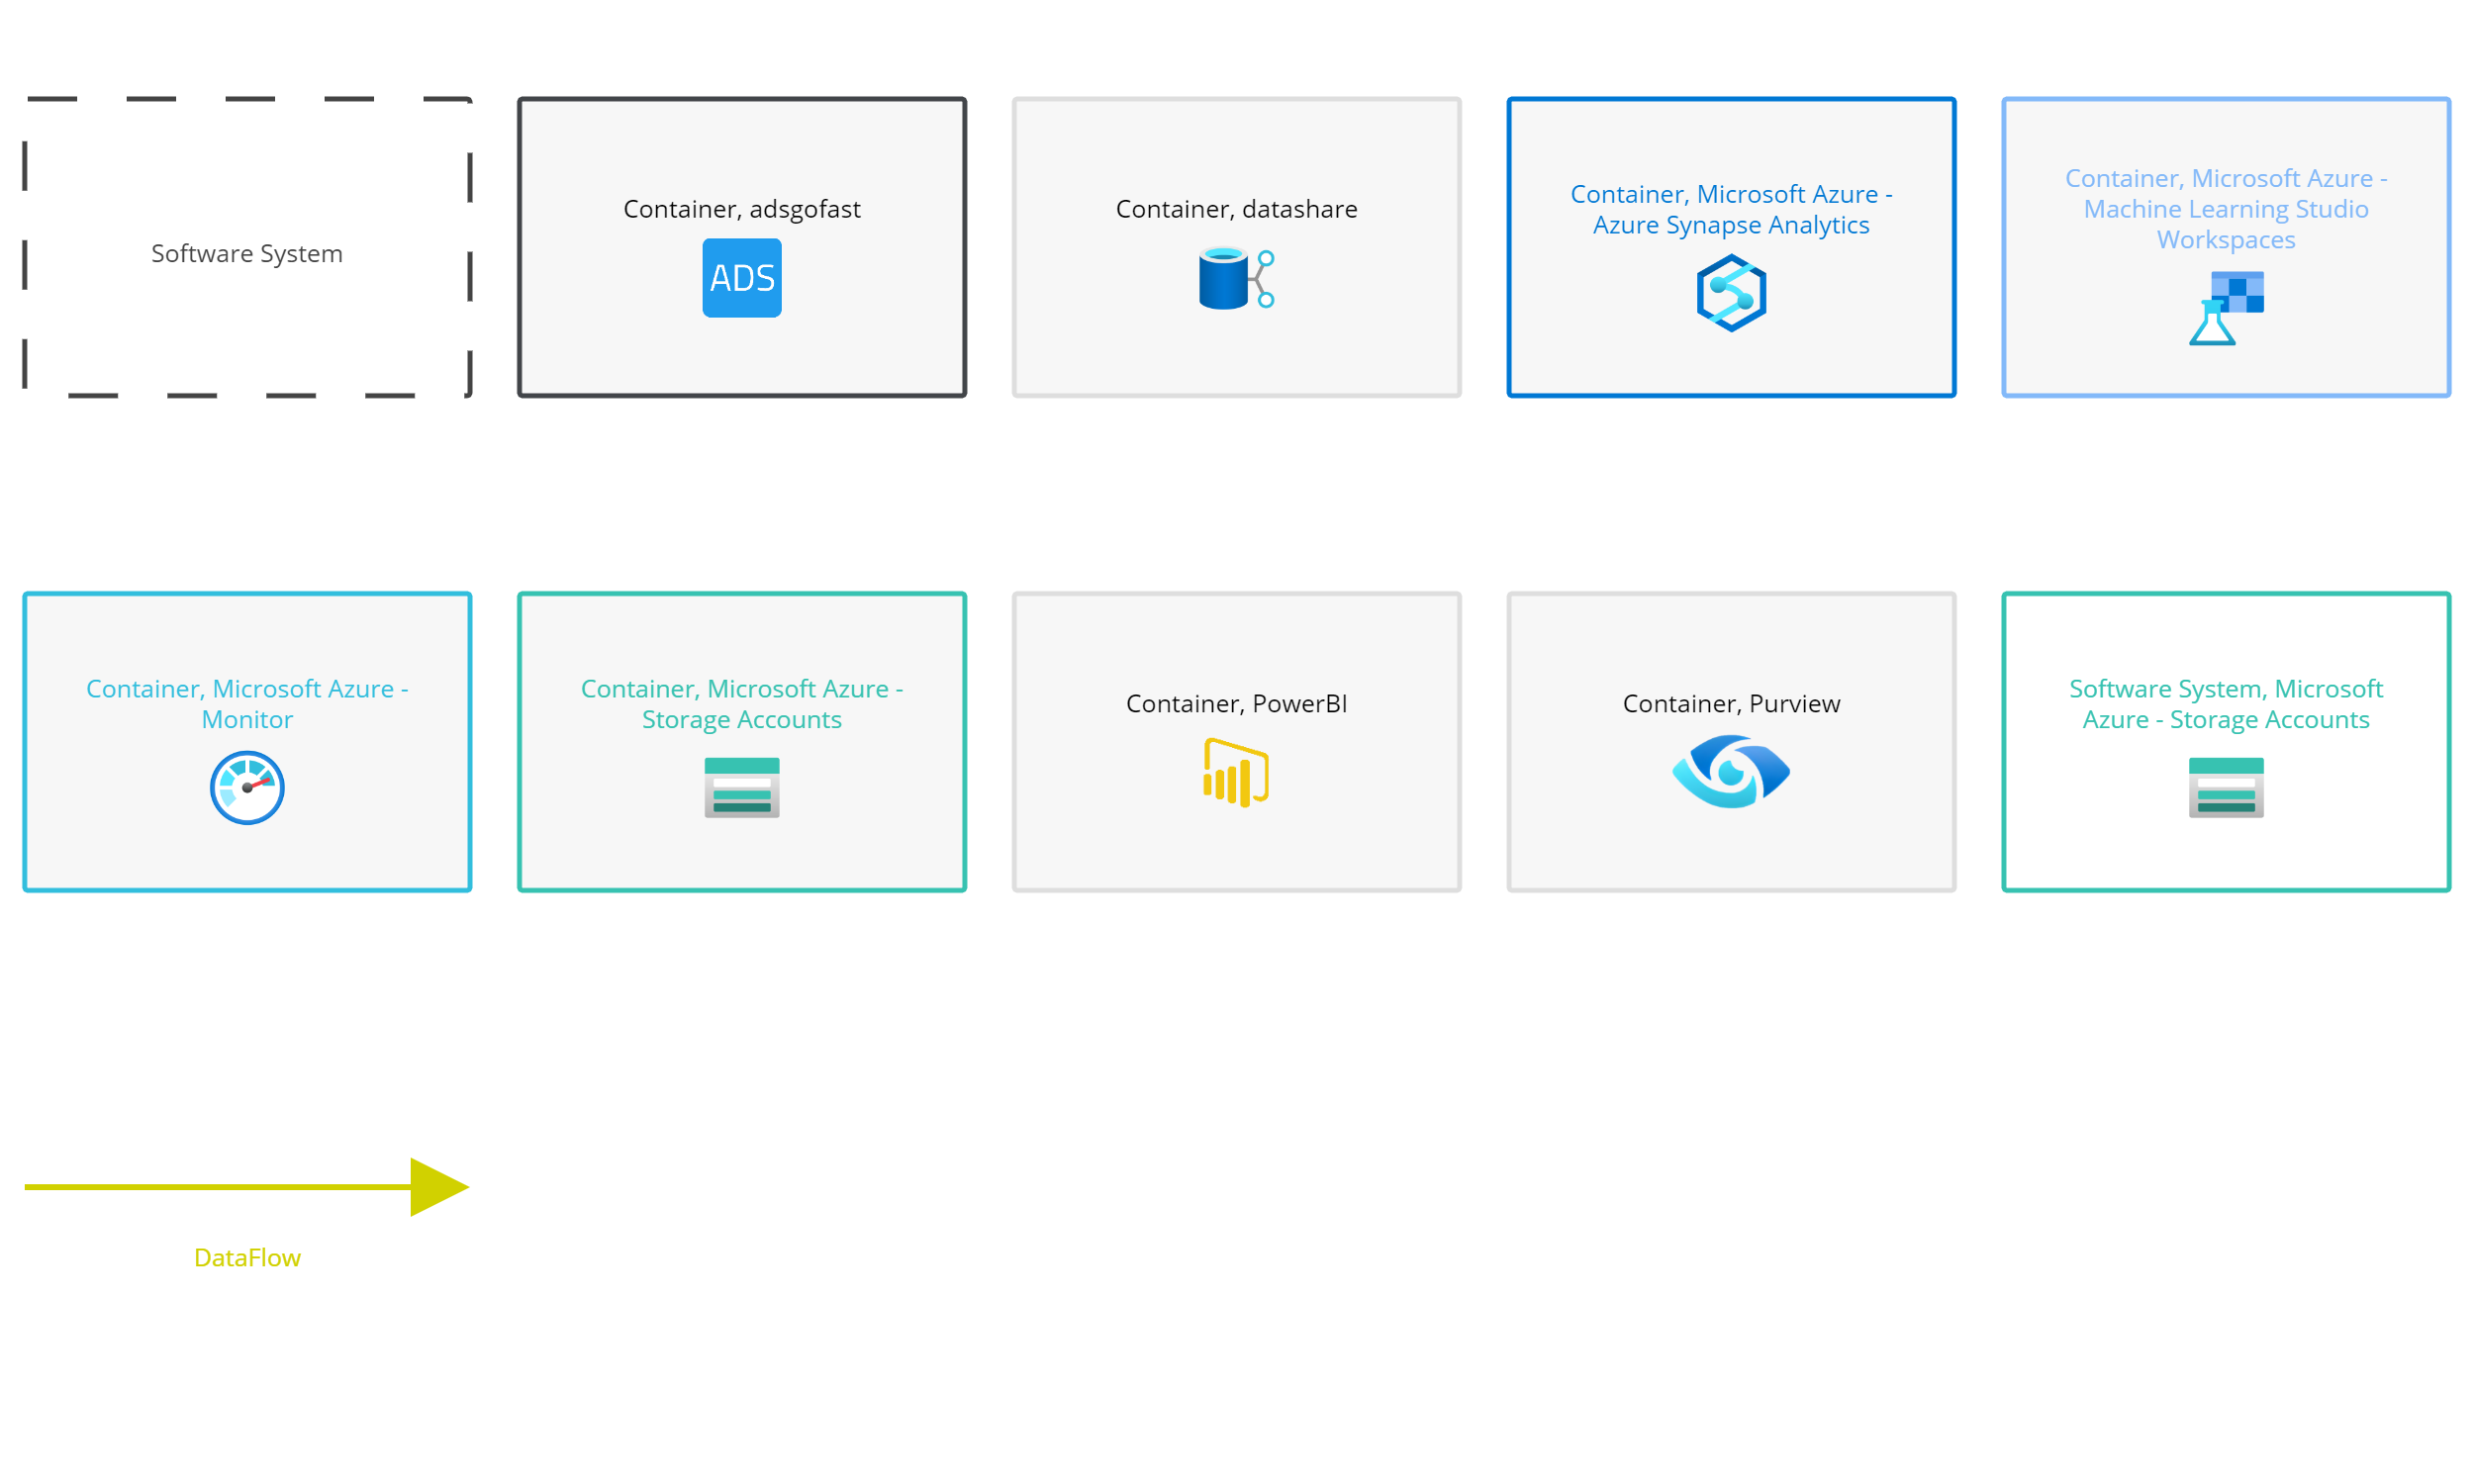 Software System
Container, adsgofast
ADS
Container, datashare
Container, Microsoft Azure -
Azure Synapse Analytics
Container, Microsoft Azure -
Machine Learning Studio
Workspaces
Container, Microsoft Azure -
Monitor
Container, Microsoft Azure -
Storage Accounts
Container, PowerBI
Container, Purview
Software System, Microsoft
Azure - Storage Accounts
DataFlow